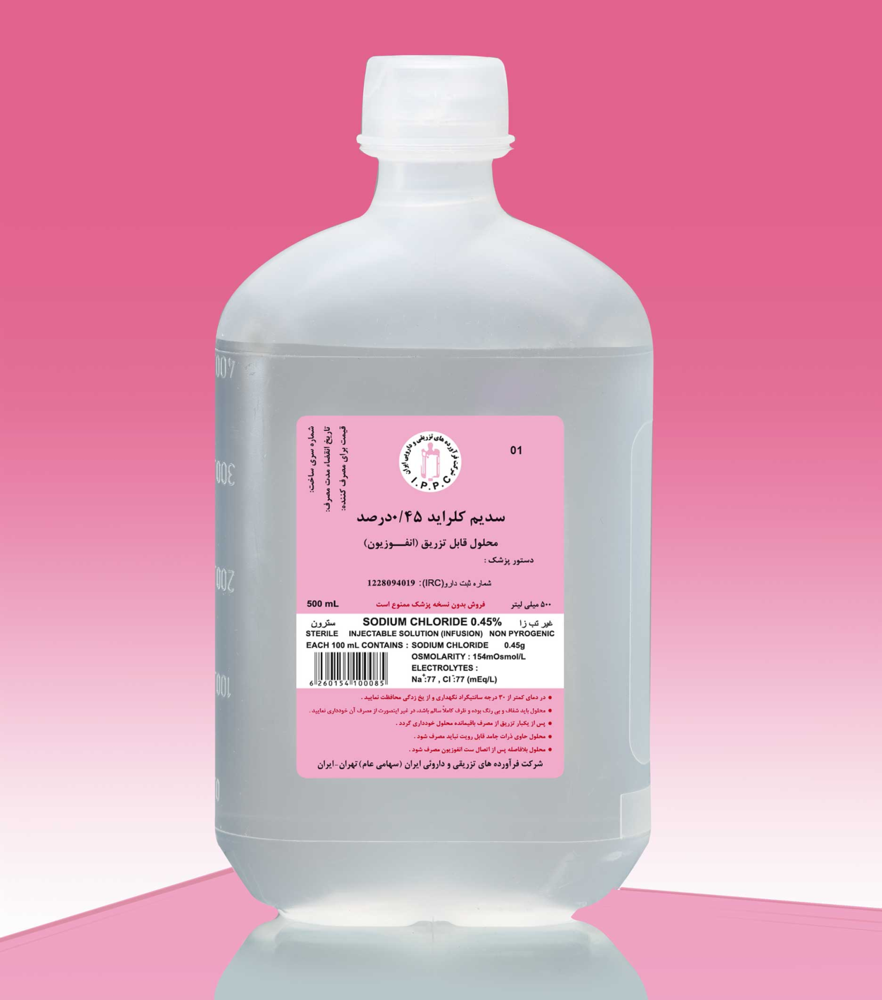 شماره سری ساخت:
تاریخ انقضاء مدت مصرف:
قیمت برای مصرف کننده:
شرکت فرآورده های تزریقی و دارویی ایران
I.P.P.C
01
سدیم کلراید ۰/۴۵درصد
محلول قابل تزریق (انفـــوزیون)
دستور پزشک :
شماره ثبت دارو(IRC): 1228094019
۵۰۰ میلی لیتر فروش بدون نسخه پزشک ممنوع است 500 mL
سترون SODIUM CHLORIDE 0.45% غیر تب زا
STERILE INJECTABLE SOLUTION (INFUSION) NON PYROGENIC
EACH 100 mL CONTAINS : SODIUM CHLORIDE 0.45g
OSMOLARITY : 154mOsmol/L
ELECTROLYTES :
Na⁺:77 , Cl⁻:77 (mEq/L)
6 260154 100085
● در دمای کمتر از ۳۰ درجه سانتیگراد نگهداری و از یخ زدگی محافظت نمایید .
● محلول باید شفاف و بی رنگ بوده و ظرف کاملاً سالم باشد، در غیر اینصورت از مصرف آن خودداری نمایید .
● پس از یکبار تزریق از مصرف باقیمانده محلول خودداری گردد .
● محلول حاوی ذرات جامد قابل رویت نباید مصرف شود .
● محلول بلافاصله پس از اتصال ست انفوزیون مصرف شود .
شرکت فرآورده های تزریقی و داروئی ایران (سهامی عام) تهران-ایران